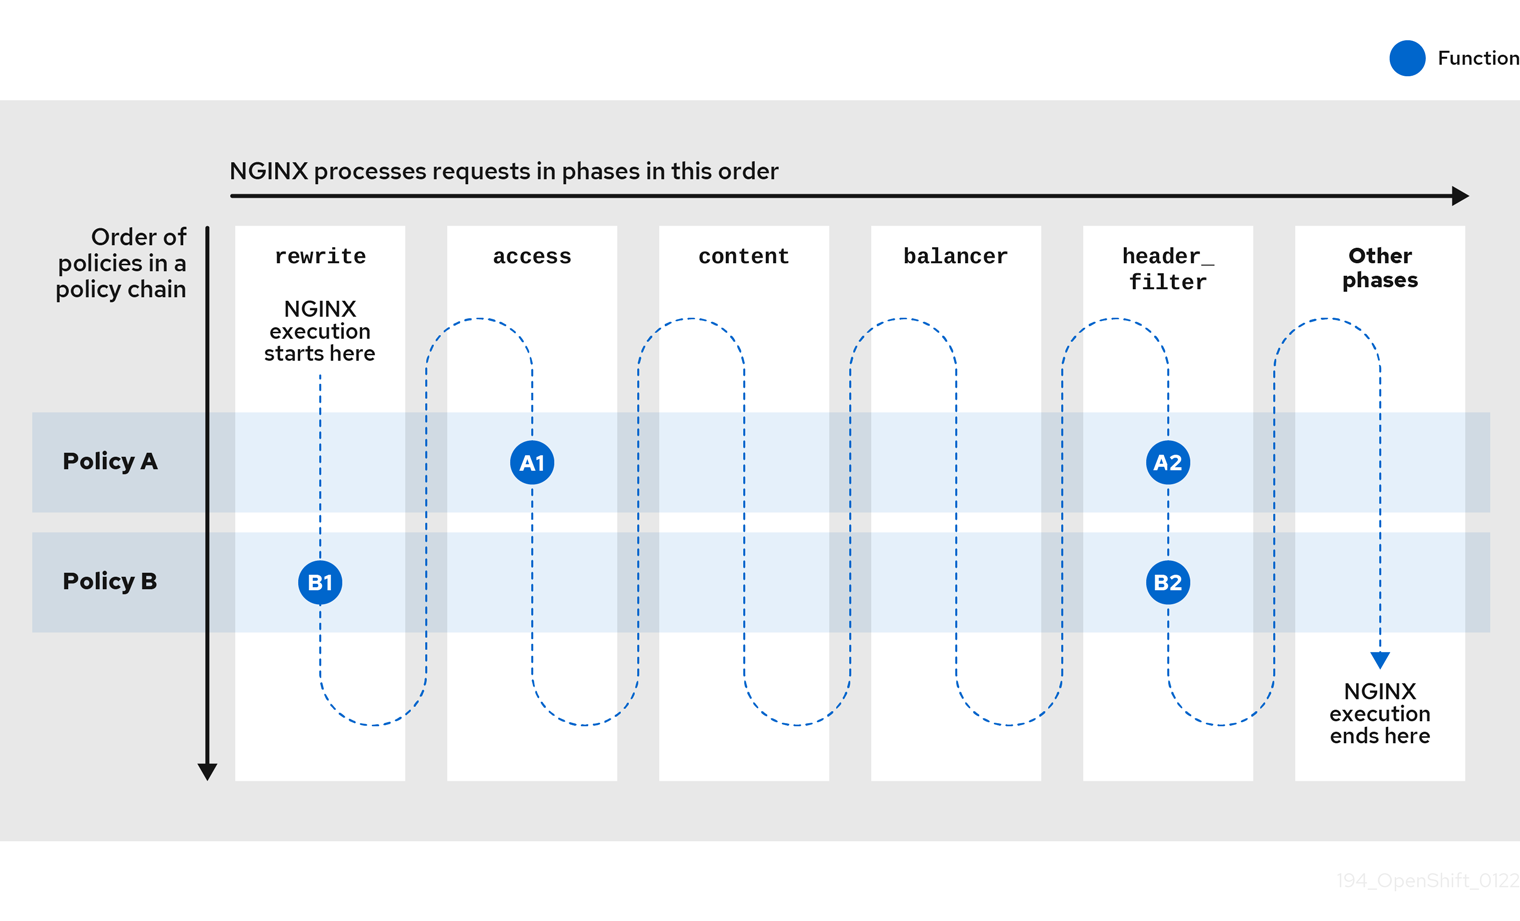 Function
NGINX processes requests in phases in this order
Order of
policies in a
policy chain
rewrite
access
content
balancer
header_
filter
Other
phases
NGINX
execution
starts here
Policy A
A1
A2
Policy B
B1
B2
NGINX
execution
ends here
194_OpenShift_0122